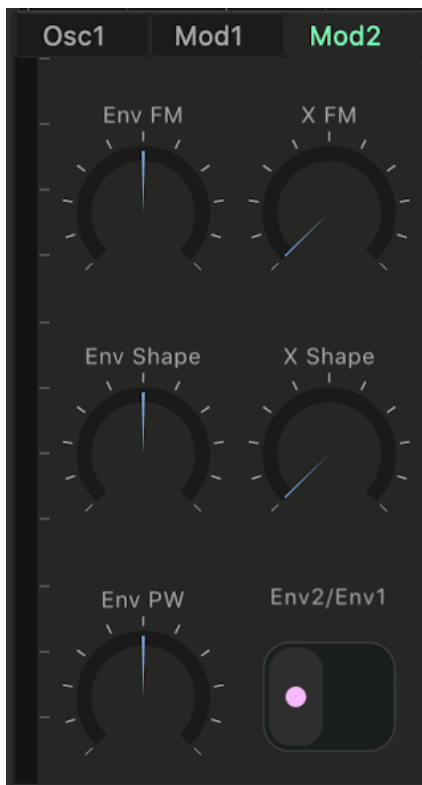 Osc1 Mod1 Mod2
Env FM X FM
Env Shape X Shape
Env PW Env2/Env1